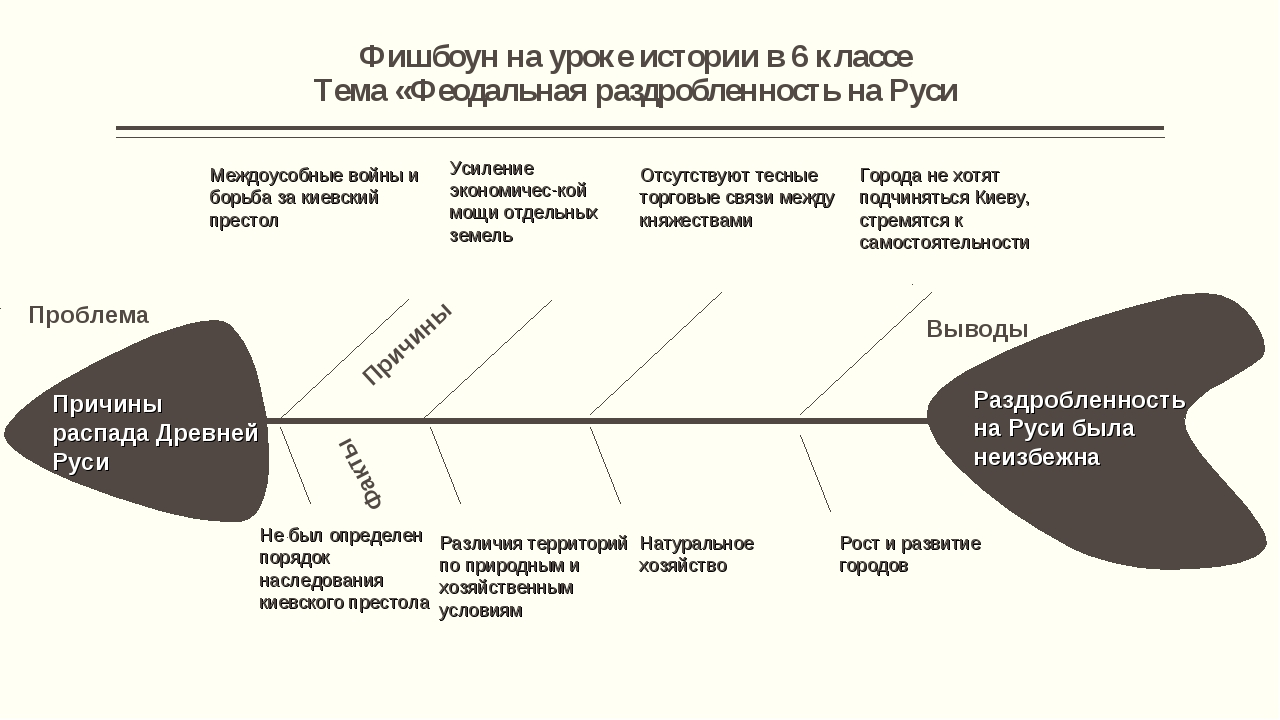 Фишбоун на уроке истории в 6 классе
Тема «Феодальная раздробленность на Руси
Междоусобные войны и
борьба за киевский
престол
Усиление
экономичес-кой
мощи отдельных
земель
Отсутствуют тесные
торговые связи между
княжествами
Города не хотят
подчиняться Киеву,
стремятся к
самостоятельности
Проблема
Причины
Выводы
Причины
распада Древней
Руси
Раздробленность
на Руси была
неизбежна
Факты
Не был определен
порядок
наследования
киевского престола
Различия территорий
по природным и
хозяйственным
условиям
Натуральное
хозяйство
Рост и развитие
городов